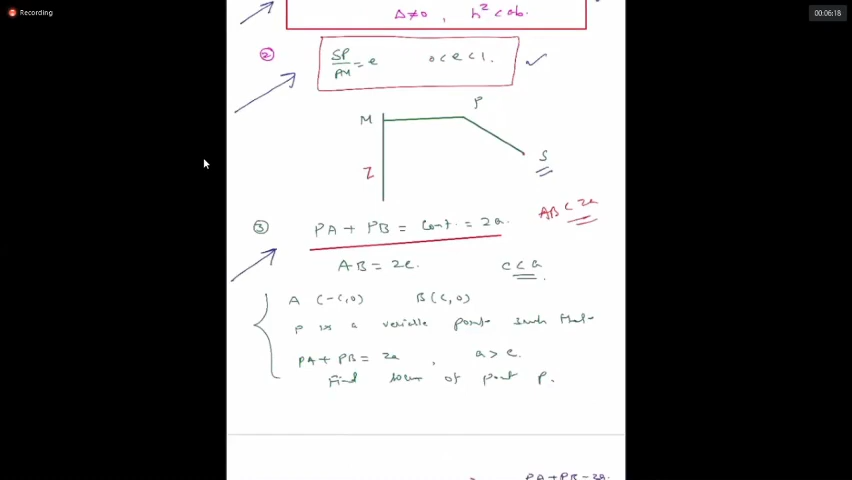 Recording
00:06:18
Δ≠0, h² < ab.
② SP/PM = e 0 < e < 1. ✓
P
M
S
Z
③ PA + PB = Const. = 2a.
AB < 2a
AB = 2c.
c < a.
A (-c,0) B(c,0)
P is a variable point such that
PA + PB = 2a , a > c.
Find locus of point P.
PA+PB=2a.